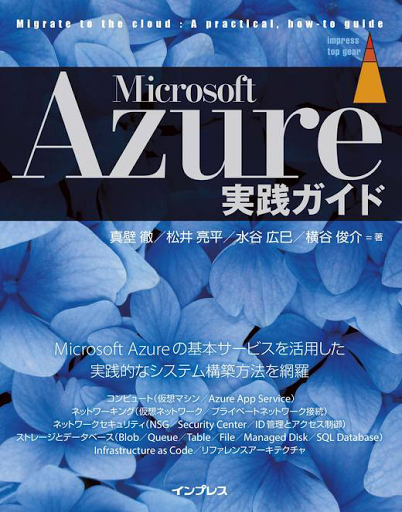 Migrate to the cloud : A practical, how-to guide
impress
top gear
Microsoft
Azure
実践ガイド
真壁 徹／松井 亮平／水谷 広巳／横谷 俊介＝著
Microsoft Azureの基本サービスを活用した
実践的なシステム構築方法を網羅
コンピュート（仮想マシン／Azure App Service）
ネットワーキング（仮想ネットワーク／プライベートネットワーク接続）
ネットワークセキュリティ（NSG／Security Center／ID管理とアクセス制御）
ストレージとデータベース（Blob／Queue／Table／File／Managed Disk／SQL Database）
Infrastructure as Code／リファレンスアーキテクチャ
インプレス